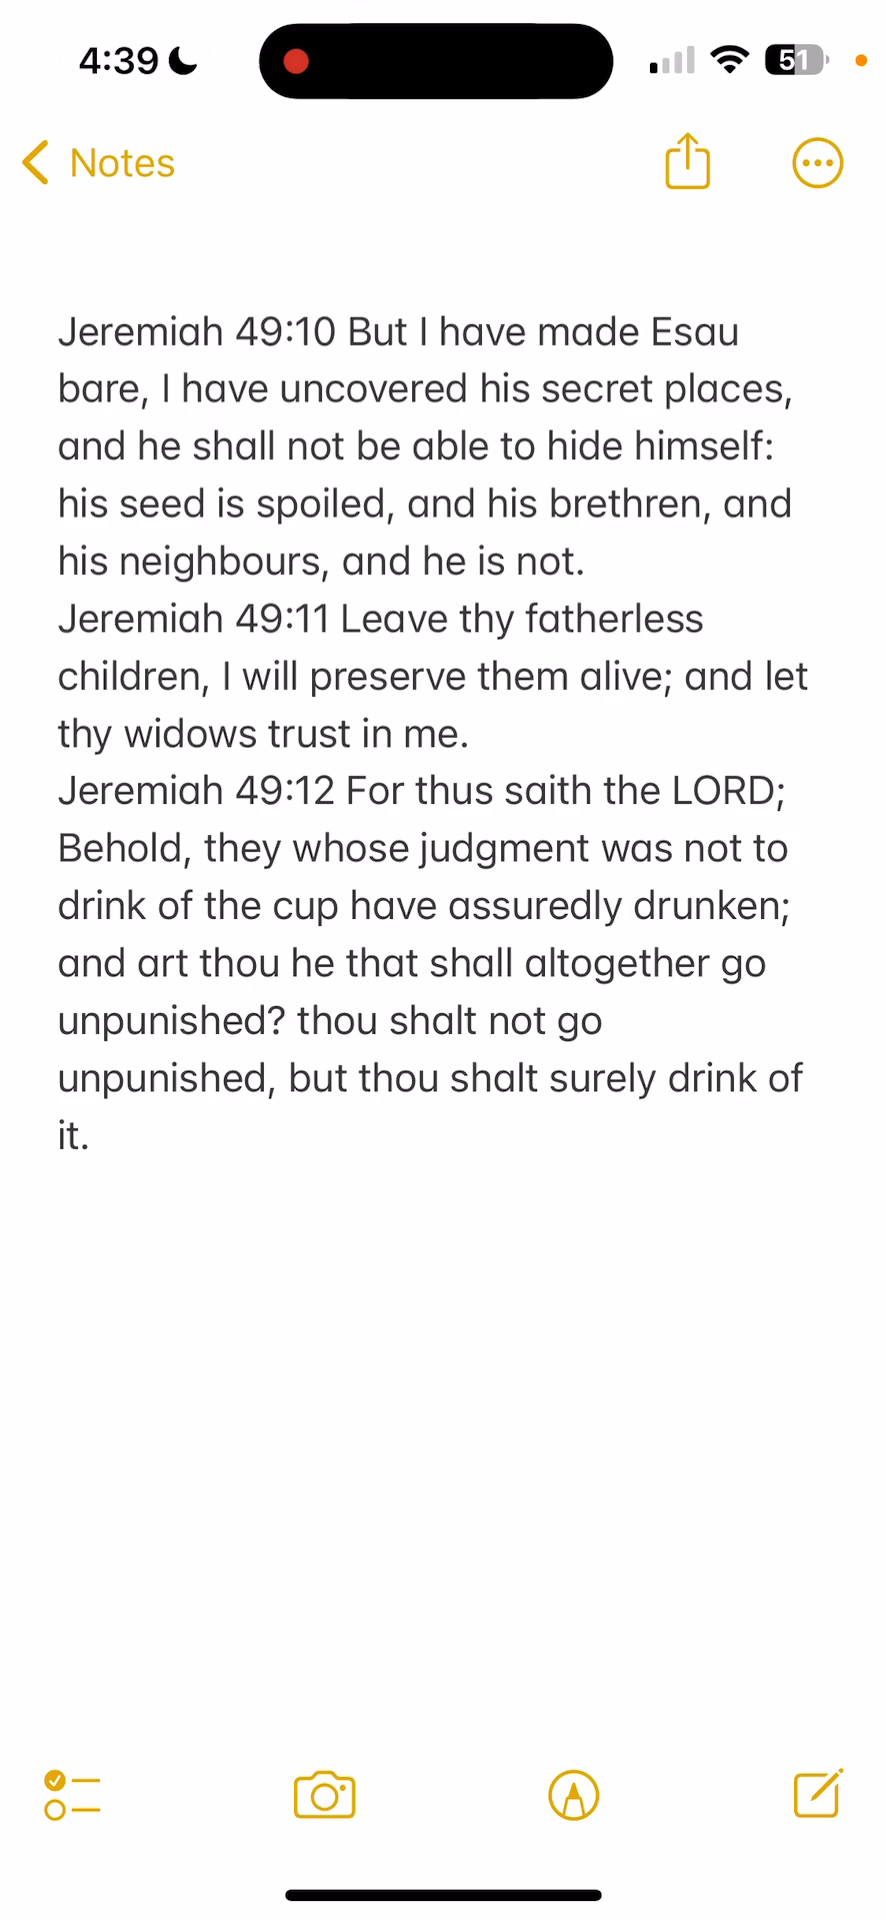 4:39
51
Notes
Jeremiah 49:10 But I have made Esau
bare, I have uncovered his secret places,
and he shall not be able to hide himself:
his seed is spoiled, and his brethren, and
his neighbours, and he is not.
Jeremiah 49:11 Leave thy fatherless
children, I will preserve them alive; and let
thy widows trust in me.
Jeremiah 49:12 For thus saith the LORD;
Behold, they whose judgment was not to
drink of the cup have assuredly drunken;
and art thou he that shall altogether go
unpunished? thou shalt not go
unpunished, but thou shalt surely drink of
it.